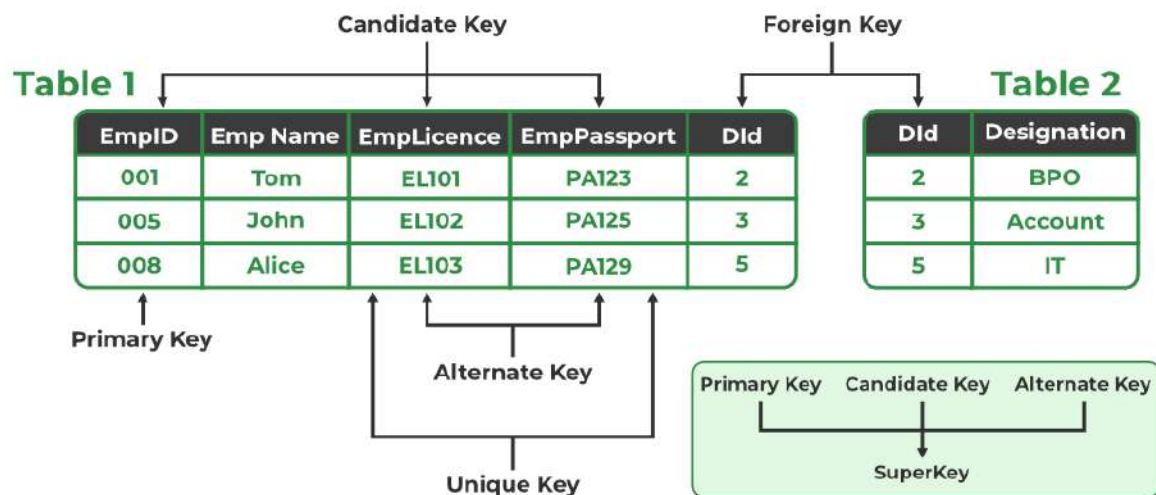 Candidate Key Foreign Key
Table 1 Table 2
EmpID Emp Name EmpLicence EmpPassport DId DId Designation
001 Tom EL101 PA123 2 2 BPO
005 John EL102 PA125 3 3 Account
008 Alice EL103 PA129 5 5 IT
Primary Key
Alternate Key
Unique Key
Primary Key Candidate Key Alternate Key
SuperKey